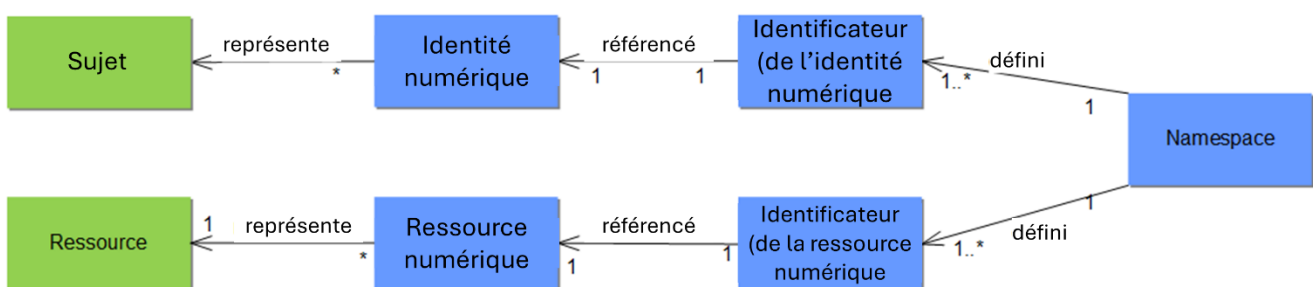 Sujet
représente
*
Identité
numérique
référencé
1
1
Identificateur
(de l’identité
numérique
défini
1..*
1
Namespace
Ressource
1
représente
*
Ressource
numérique
référencé
1
1
Identificateur
(de la ressource
numérique
1
défini
1..*